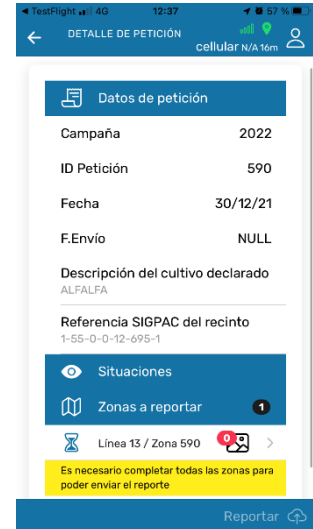 TestFlight 4G 12:37 57 %
DETALLE DE PETICIÓN
cellular N/A 16m
Datos de petición
Campaña 2022
ID Petición 590
Fecha 30/12/21
F.Envío NULL
Descripción del cultivo declarado
ALFALFA
Referencia SIGPAC del recinto
1-55-0-0-12-695-1
Situaciones
Zonas a reportar 1
Línea 13 / Zona 590 0
Es necesario completar todas las zonas para
poder enviar el reporte
Reportar